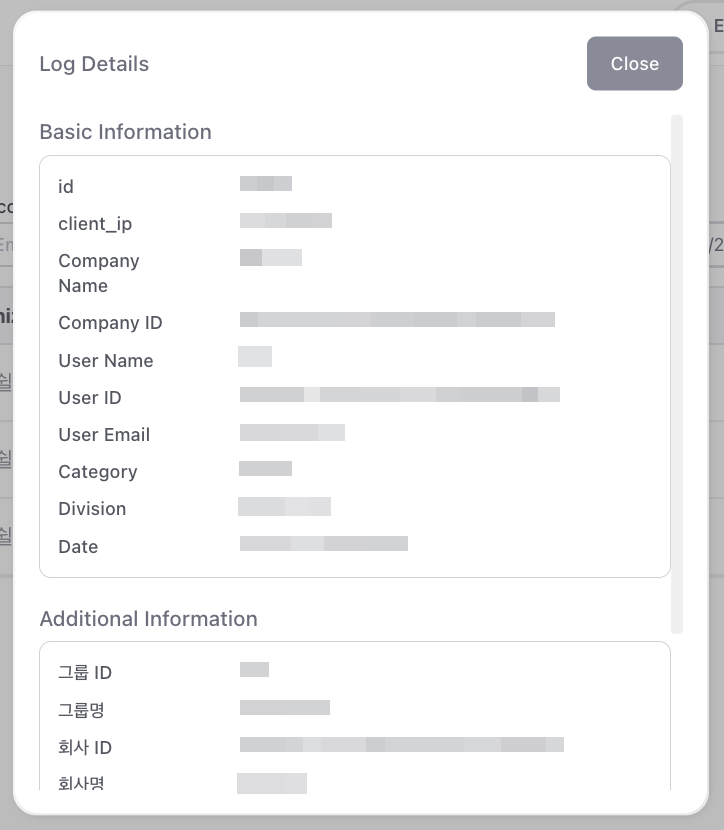 Log Details
Close
Basic Information
id
client_ip
Company
Name
Company ID
User Name
User ID
User Email
Category
Division
Date
Additional Information
그룹 ID
그룹명
회사 ID
회사명